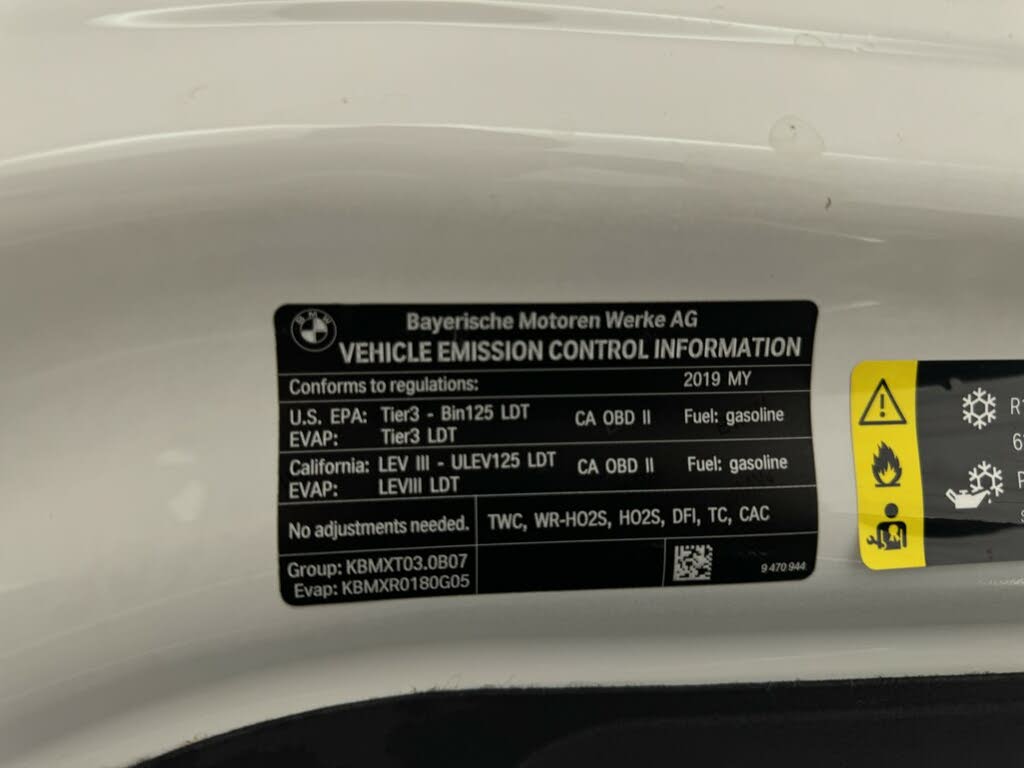 BMW
Bayerische Motoren Werke AG
VEHICLE EMISSION CONTROL INFORMATION
Conforms to regulations: 2019 MY
U.S. EPA: Tier3 - Bin125 LDT CA OBD II Fuel: gasoline
EVAP: Tier3 LDT
California: LEV III - ULEV125 LDT CA OBD II Fuel: gasoline
EVAP: LEVIII LDT
No adjustments needed. TWC, WR-HO2S, HO2S, DFI, TC, CAC
Group: KBMXT03.0B07
Evap: KBMXR0180G05
9 470 944